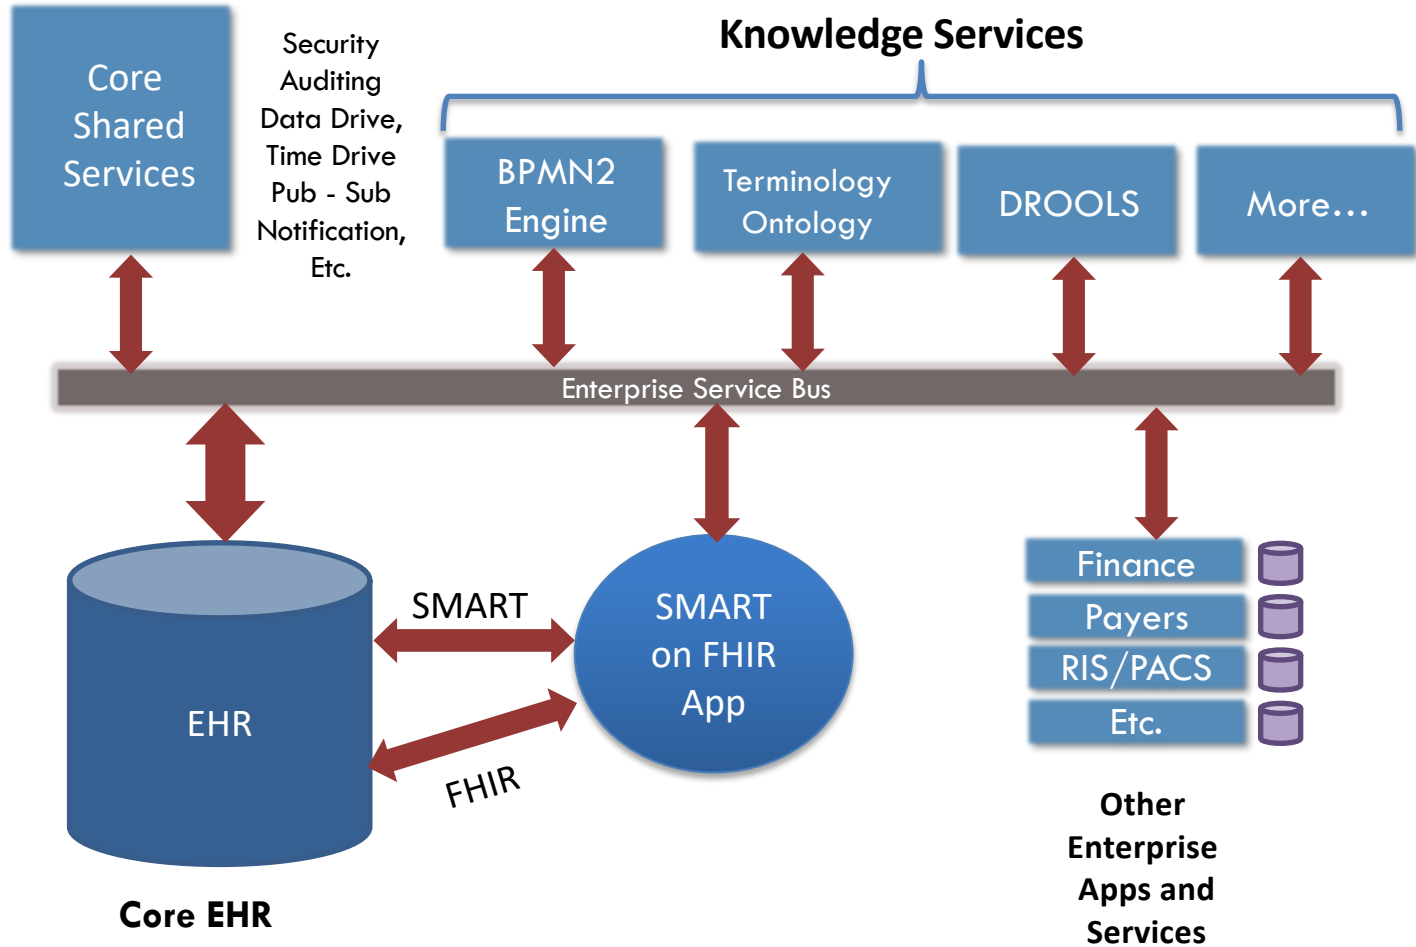 Core
Shared
Services
Security
Auditing
Data Drive,
Time Drive
Pub - Sub
Notification,
Etc.
Knowledge Services
BPMN2
Engine
Terminology
Ontology
DROOLS
More...
Enterprise Service Bus
EHR
SMART
FHIR
SMART
on FHIR
App
Finance
Payers
RIS/PACS
Etc.
Core EHR
Other
Enterprise
Apps and
Services